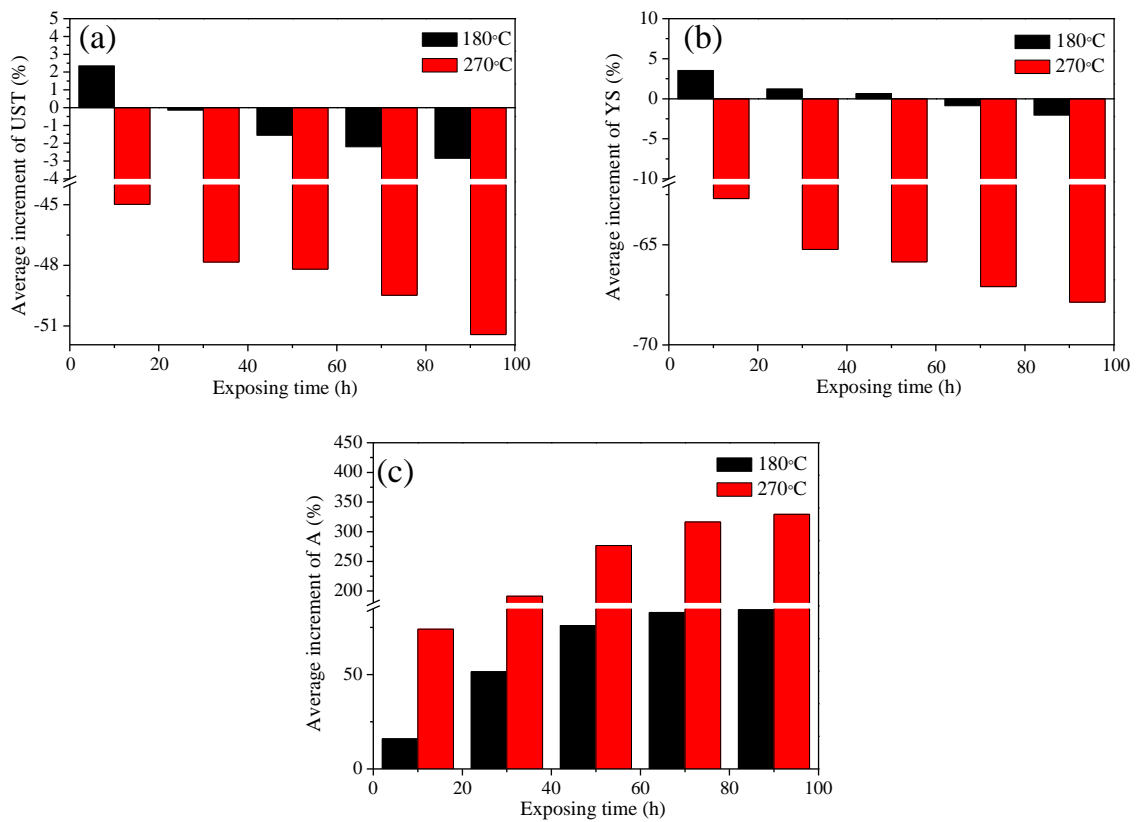 (a)
180°C
270°C
Average increment of UST (%)
5
4
3
2
1
0
-1
-2
-3
-4
-45
-48
-51
0 20 40 60 80 100
Exposing time (h)
(b)
180°C
270°C
Average increment of YS (%)
10
5
0
-5
-10
-65
-70
0 20 40 60 80 100
Exposing time (h)
(c)
180°C
270°C
Average increment of A (%)
450
400
350
300
250
200
50
0
0 20 40 60 80 100
Exposing time (h)